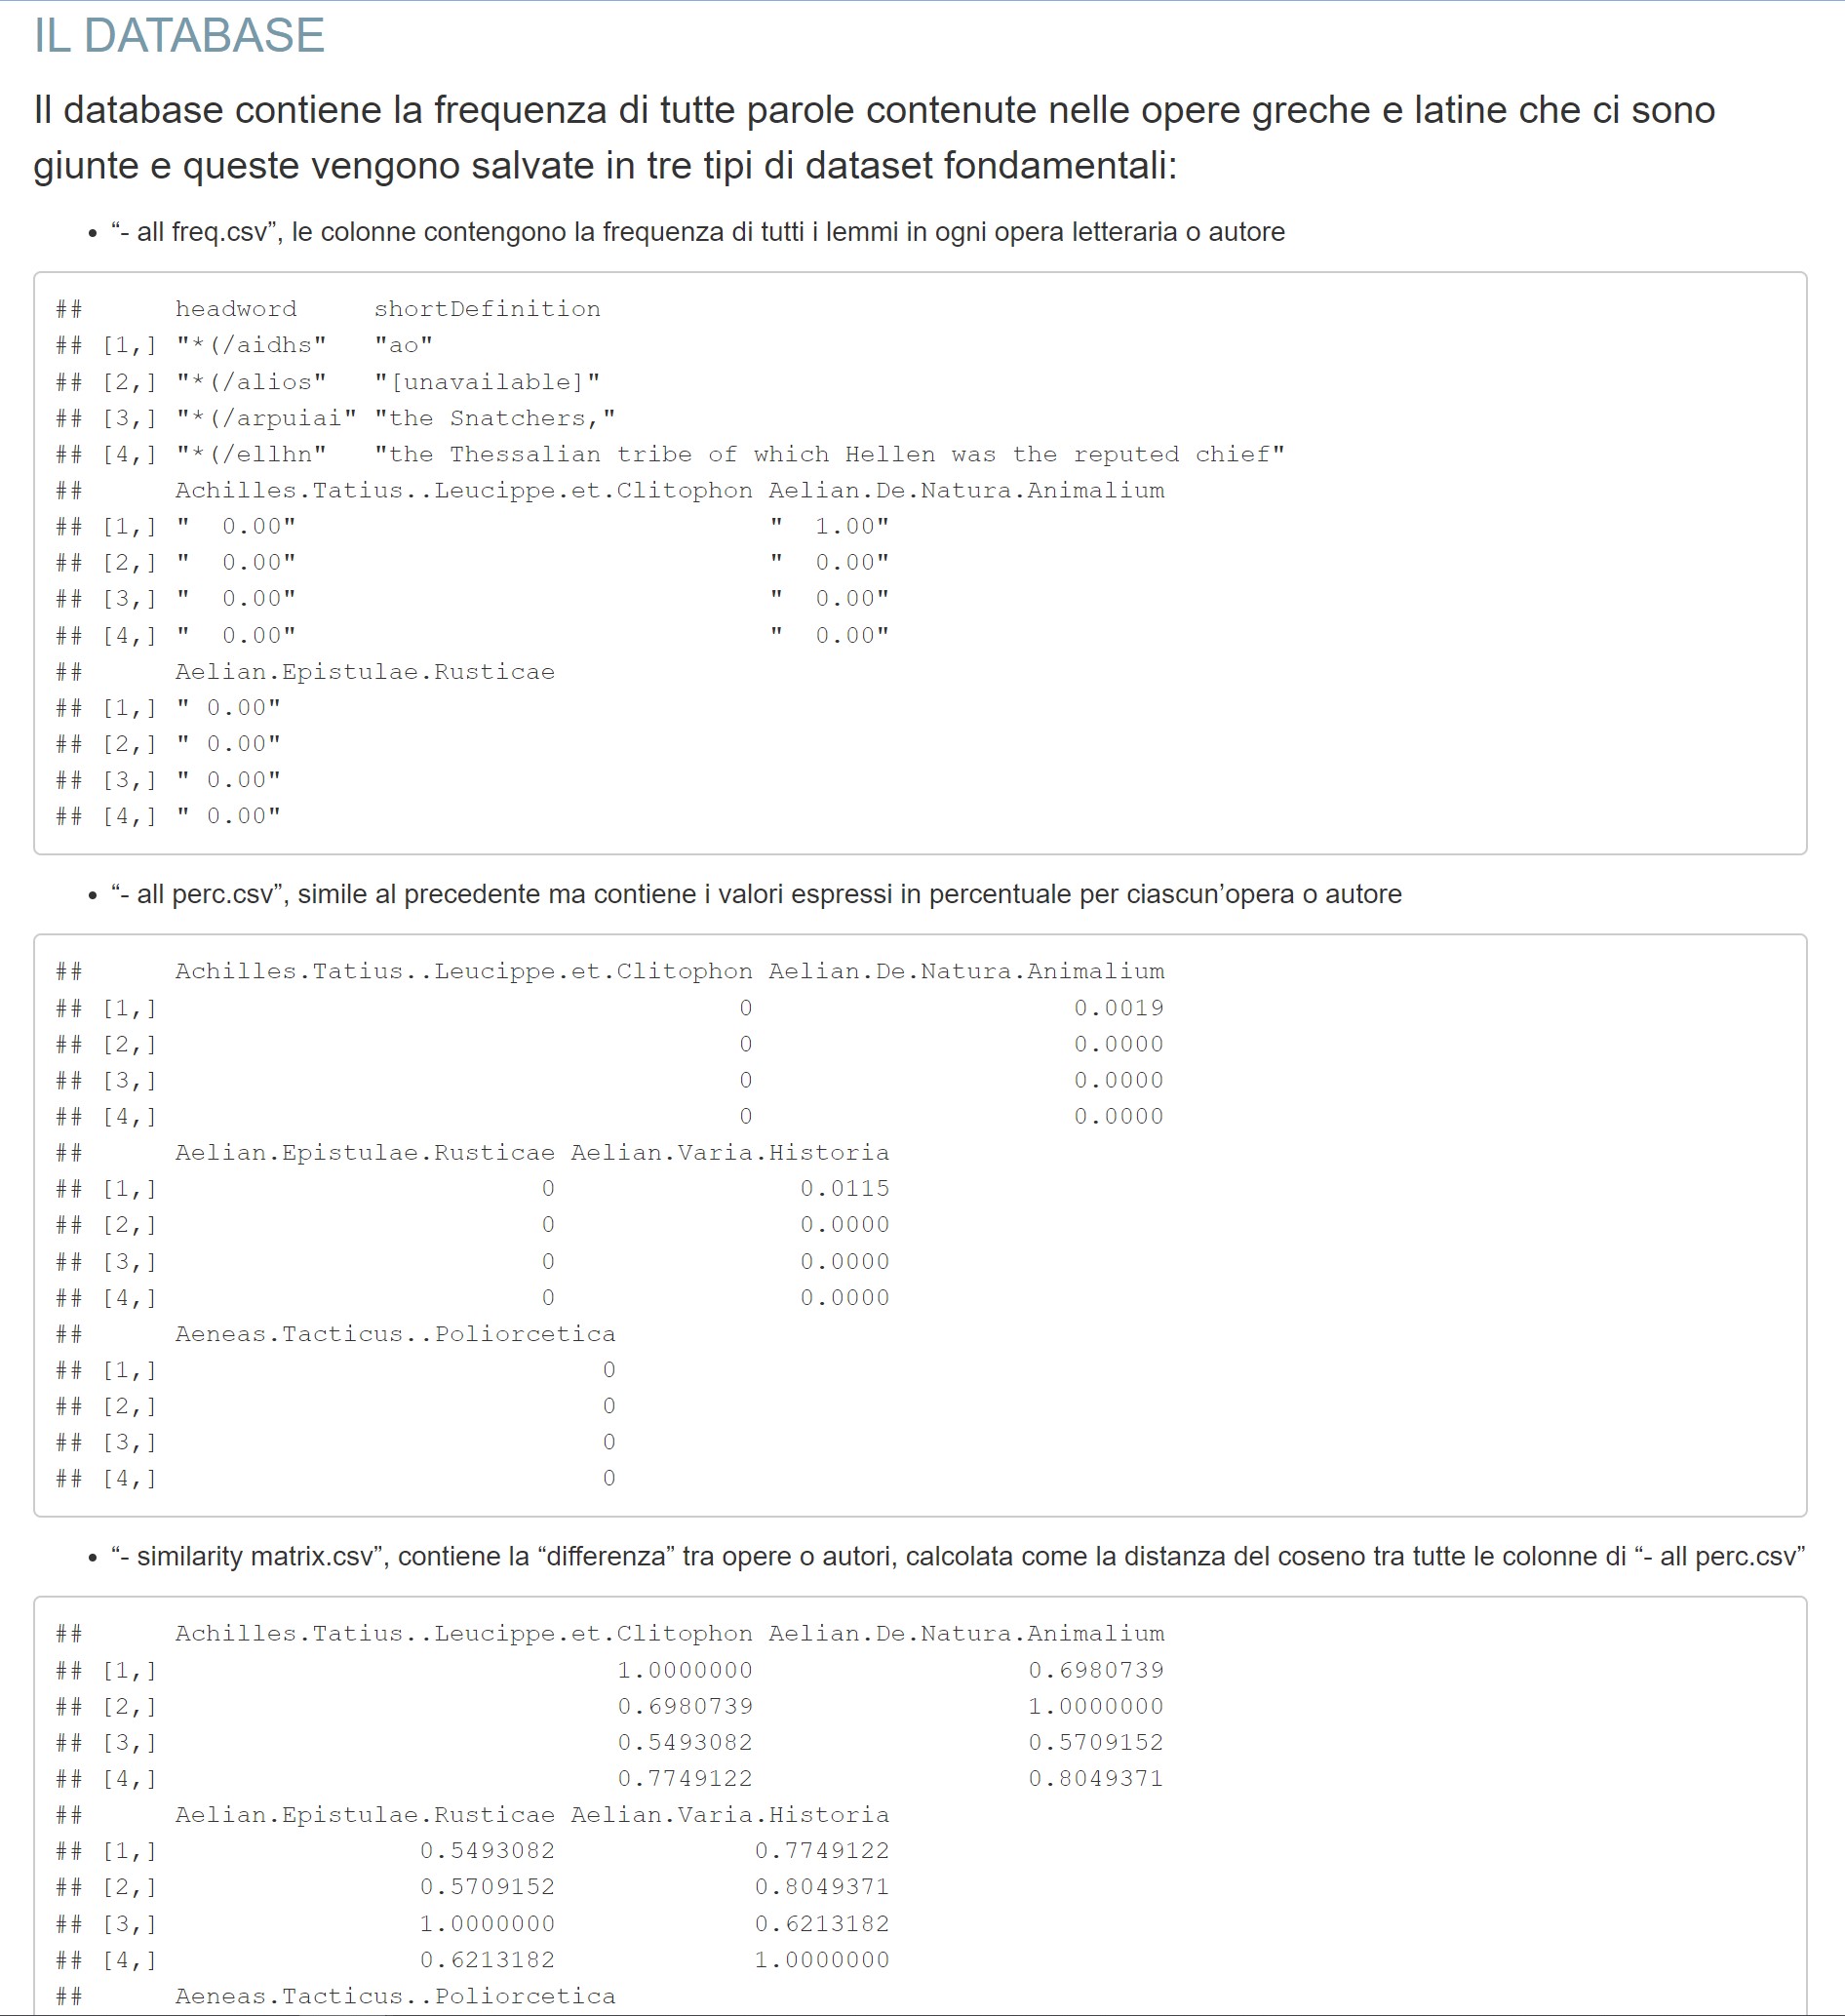 IL DATABASE
Il database contiene la frequenza di tutte parole contenute nelle opere greche e latine che ci sono
giunte e queste vengono salvate in tre tipi di dataset fondamentali:
• “- all freq.csv”, le colonne contengono la frequenza di tutti i lemmi in ogni opera letteraria o autore
##      headword     shortDefinition
## [1,] "*(/aidhs"   "ao"
## [2,] "*(/alios"   "[unavailable]"
## [3,] "*(/arpuiai" "the Snatchers,"
## [4,] "*(/ellhn"   "the Thessalian tribe of which Hellen was the reputed chief"
##      Achilles.Tatius..Leucippe.et.Clitophon Aelian.De.Natura.Animalium
## [1,] "  0.00"                               "  1.00"
## [2,] "  0.00"                               "  0.00"
## [3,] "  0.00"                               "  0.00"
## [4,] "  0.00"                               "  0.00"
##      Aelian.Epistulae.Rusticae
## [1,] " 0.00"
## [2,] " 0.00"
## [3,] " 0.00"
## [4,] " 0.00"
• “- all perc.csv”, simile al precedente ma contiene i valori espressi in percentuale per ciascun’opera o autore
##      Achilles.Tatius..Leucippe.et.Clitophon Aelian.De.Natura.Animalium
## [1,]                                      0                     0.0019
## [2,]                                      0                     0.0000
## [3,]                                      0                     0.0000
## [4,]                                      0                     0.0000
##      Aelian.Epistulae.Rusticae Aelian.Varia.Historia
## [1,]                         0                0.0115
## [2,]                         0                0.0000
## [3,]                         0                0.0000
## [4,]                         0                0.0000
##      Aeneas.Tacticus..Poliorcetica
## [1,]                             0
## [2,]                             0
## [3,]                             0
## [4,]                             0
• “- similarity matrix.csv”, contiene la “differenza” tra opere o autori, calcolata come la distanza del coseno tra tutte le colonne di “- all perc.csv”
##      Achilles.Tatius..Leucippe.et.Clitophon Aelian.De.Natura.Animalium
## [1,]                              1.0000000                  0.6980739
## [2,]                              0.6980739                  1.0000000
## [3,]                              0.5493082                  0.5709152
## [4,]                              0.7749122                  0.8049371
##      Aelian.Epistulae.Rusticae Aelian.Varia.Historia
## [1,]                 0.5493082             0.7749122
## [2,]                 0.5709152             0.8049371
## [3,]                 1.0000000             0.6213182
## [4,]                 0.6213182             1.0000000
##      Aeneas.Tacticus..Poliorcetica